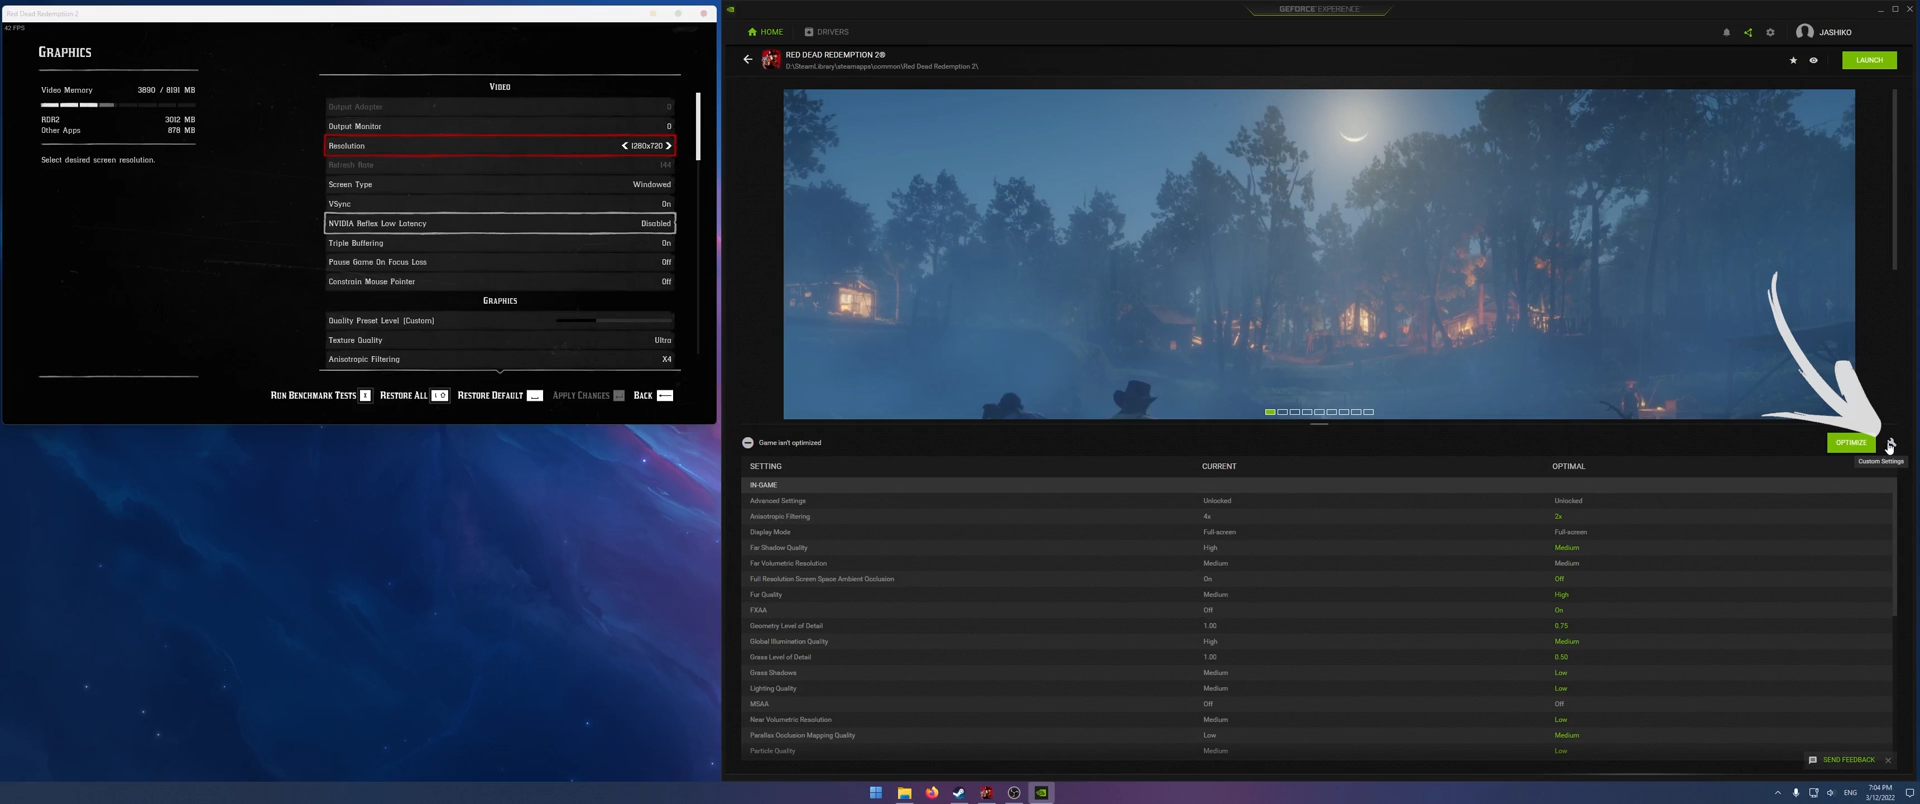 Red Dead Redemption 2
42 FPS
GRAPHICS
Video Memory 3890 / 8191 MB
RDR2 3012 MB
Other Apps 878 MB
Select desired screen resolution.
VIDEO
Output Adapter 0
Output Monitor 0
Resolution 1280x720
Refresh Rate 144
Screen Type Windowed
VSync On
NVIDIA Reflex Low Latency Disabled
Triple Buffering On
Pause Game On Focus Loss Off
Constrain Mouse Pointer Off
GRAPHICS
Quality Preset Level (Custom)
Texture Quality Ultra
Anisotropic Filtering X4
RUN BENCHMARK TESTS X RESTORE ALL RESTORE DEFAULT APPLY CHANGES BACK
GEFORCE EXPERIENCE
HOME DRIVERS JASHIKO
RED DEAD REDEMPTION 2®
D:\SteamLibrary\steamapps\common\Red Dead Redemption 2\
LAUNCH
Game isn't optimized OPTIMIZE
Custom Settings
SETTING CURRENT OPTIMAL
IN-GAME
Advanced Settings Unlocked Unlocked
Anisotropic Filtering 4x 2x
Display Mode Full-screen Full-screen
Far Shadow Quality High Medium
Far Volumetric Resolution Medium Medium
Full Resolution Screen Space Ambient Occlusion On Off
Fur Quality Medium High
FXAA Off On
Geometry Level of Detail 1.00 0.75
Global Illumination Quality High Medium
Grass Level of Detail 1.00 0.50
Grass Shadows Medium Low
Lighting Quality Medium Low
MSAA Off Off
Near Volumetric Resolution Medium Low
Parallax Occlusion Mapping Quality Low Medium
Particle Quality Medium Low
SEND FEEDBACK
ENG 7:04 PM
3/12/2022